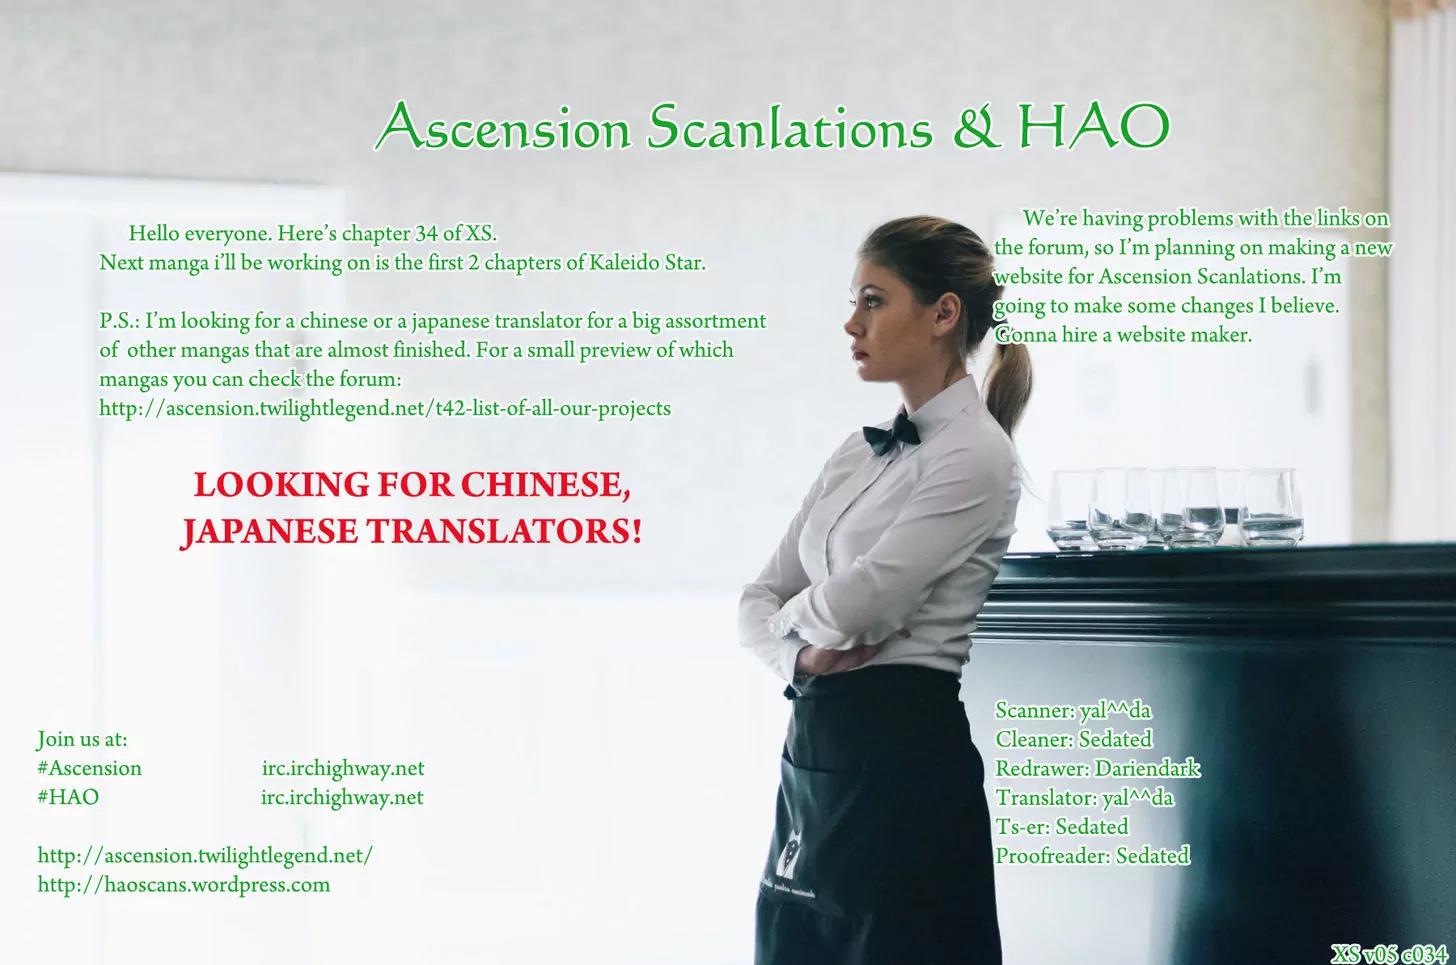 Ascension Scanlations & HAO
Hello everyone. Here's chapter 34 of XS.
Next manga i'll be working on is the first 2 chapters of Kaleido Star.
P.S.: I'm looking for a chinese or a japanese translator for a big assortment
of other mangas that are almost finished. For a small preview of which
mangas you can check the forum:
http://ascension.twilightlegend.net/t42-list-of-all-our-projects
LOOKING FOR CHINESE,
JAPANESE TRANSLATORS!
We're having problems with the links on
the forum, so I'm planning on making a new
website for Ascension Scanlations. I'm
going to make some changes I believe.
Gonna hire a website maker.
Join us at:
#Ascension irc.irchighway.net
#HAO irc.irchighway.net
http://ascension.twilightlegend.net/
http://haoscans.wordpress.com
Scanner: yal^^da
Cleaner: Sedated
Redrawer: Dariendark
Translator: yal^^da
Ts-er: Sedated
Proofreader: Sedated
XS v05 c034